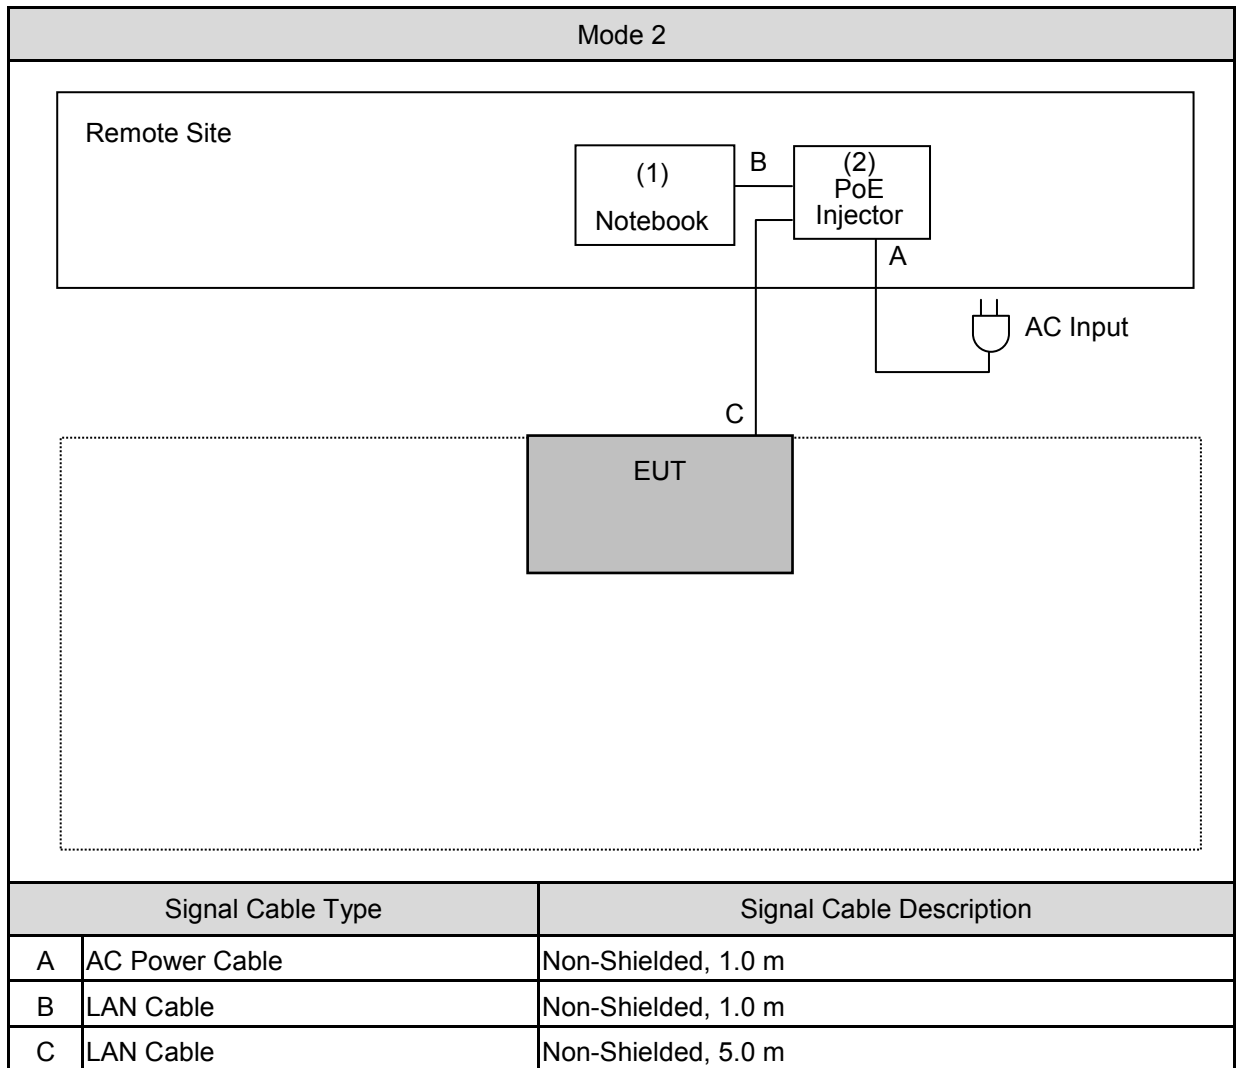 Mode 2
Remote Site
(1)
Notebook
B
(2)
PoE
Injector
A
AC Input
C
EUT
Signal Cable Type Signal Cable Description
A AC Power Cable Non-Shielded, 1.0 m
B LAN Cable Non-Shielded, 1.0 m
C LAN Cable Non-Shielded, 5.0 m